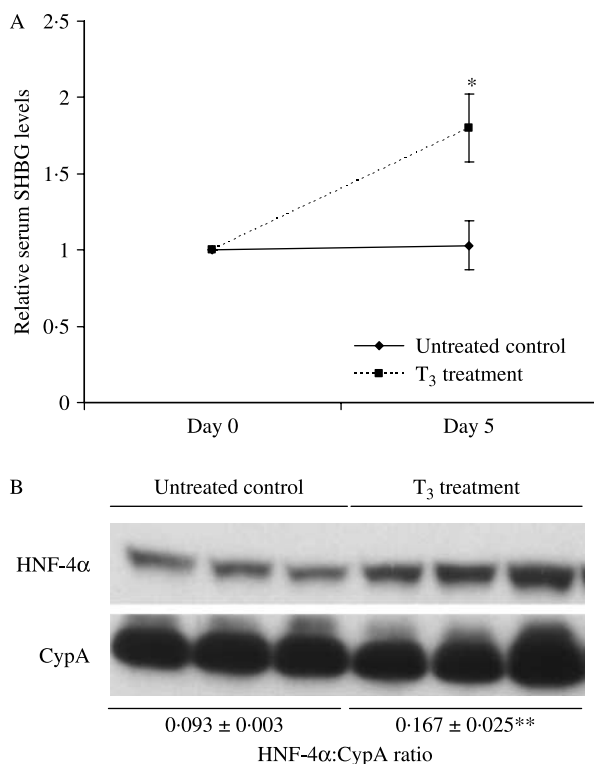 A
2·5
2
1·5
1
0·5
0
Relative serum SHBG levels
*
Untreated control
T₃ treatment
Day 0
Day 5
B
Untreated control
T₃ treatment
HNF-4α
CypA
0·093 ± 0·003
0·167 ± 0·025**
HNF-4α:CypA ratio